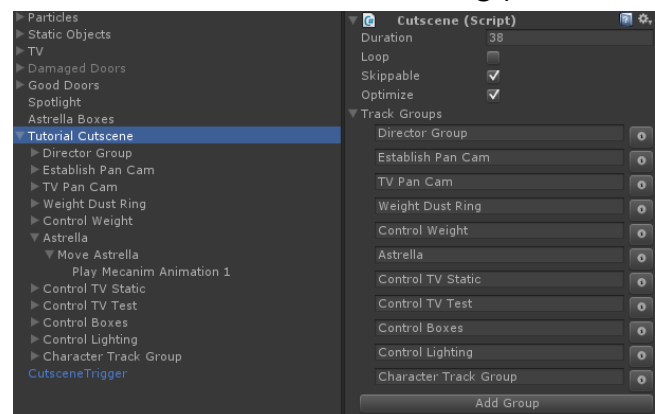 Particles
Static Objects
TV
Damaged Doors
Good Doors
Spotlight
Astrella Boxes
Tutorial Cutscene
Director Group
Establish Pan Cam
TV Pan Cam
Weight Dust Ring
Control Weight
Astrella
Move Astrella
Play Mecanim Animation 1
Control TV Static
Control TV Test
Control Boxes
Control Lighting
Character Track Group
CutsceneTrigger
Cutscene (Script)
Duration 38
Loop
Skippable
Optimize
Track Groups
Director Group
Establish Pan Cam
TV Pan Cam
Weight Dust Ring
Control Weight
Astrella
Control TV Static
Control TV Test
Control Boxes
Control Lighting
Character Track Group
Add Group